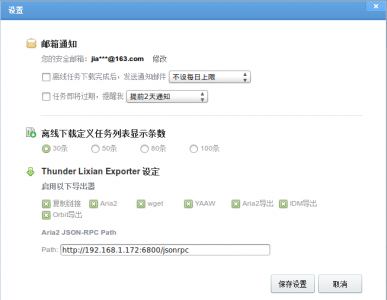 设置
邮箱通知
您的安全邮箱: jia***@163.com 修改
离线任务下载完成后，发送通知邮件 不设每日上限
任务即将过期，提醒我 提前2天通知
离线下载定义任务列表显示条数
30条 50条 80条 100条
Thunder Lixian Exporter 设定
启用以下导出器
复制链接 Aria2 wget YAAW Aria2导出 IDM导出
Orbit导出
Aria2 JSON-RPC Path
Path: http://192.168.1.172:6800/jsonrpc
保存设置 取消